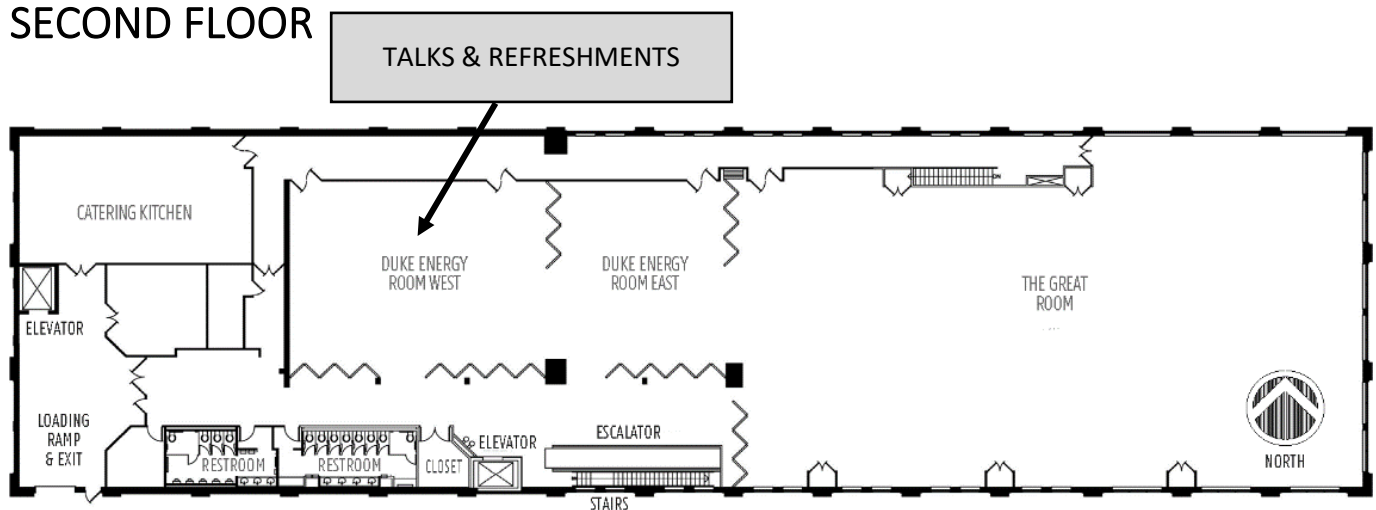 SECOND FLOOR
TALKS & REFRESHMENTS
CATERING KITCHEN
DUKE ENERGY
ROOM WEST
DUKE ENERGY
ROOM EAST
THE GREAT
ROOM
ELEVATOR
LOADING
RAMP
& EXIT
RESTROOM
RESTROOM
CLOSET
ELEVATOR
ESCALATOR
STAIRS
NORTH